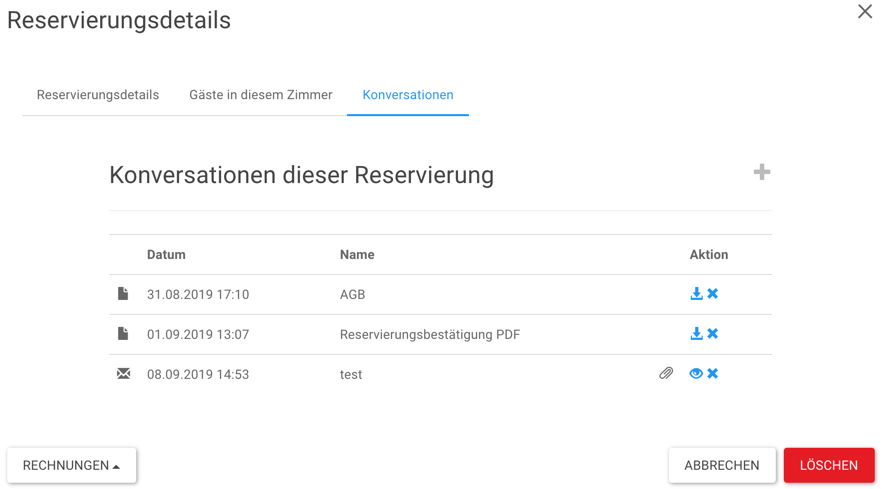 Reservierungsdetails
Reservierungsdetails Gäste in diesem Zimmer Konversationen
Konversationen dieser Reservierung
Datum Name Aktion
31.08.2019 17:10 AGB
01.09.2019 13:07 Reservierungsbestätigung PDF
08.09.2019 14:53 test
RECHNUNGEN ABBRECHEN LÖSCHEN